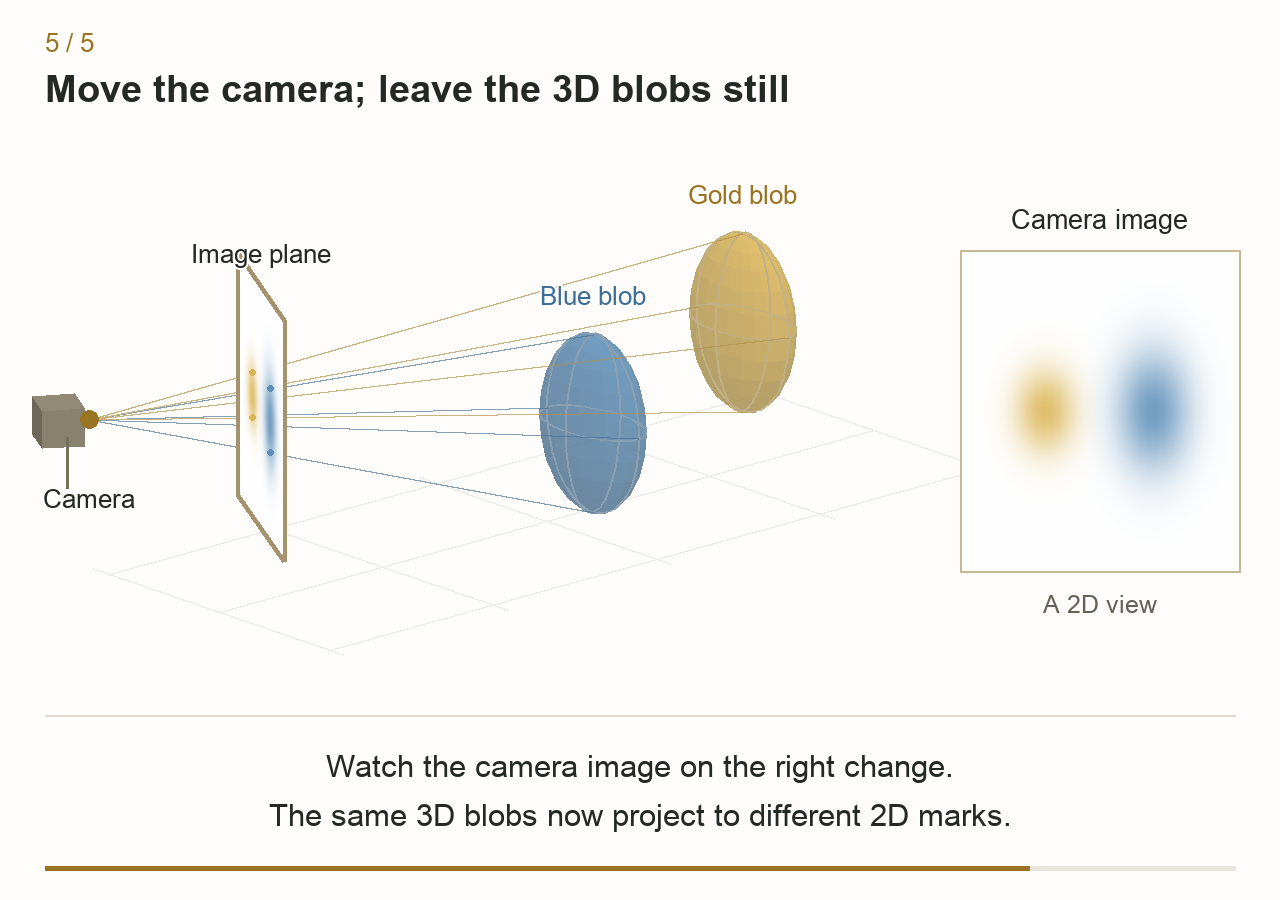 5 / 5
Move the camera; leave the 3D blobs still
Gold blob
Camera image
Image plane
Blue blob
Camera
A 2D view
Watch the camera image on the right change.
The same 3D blobs now project to different 2D marks.